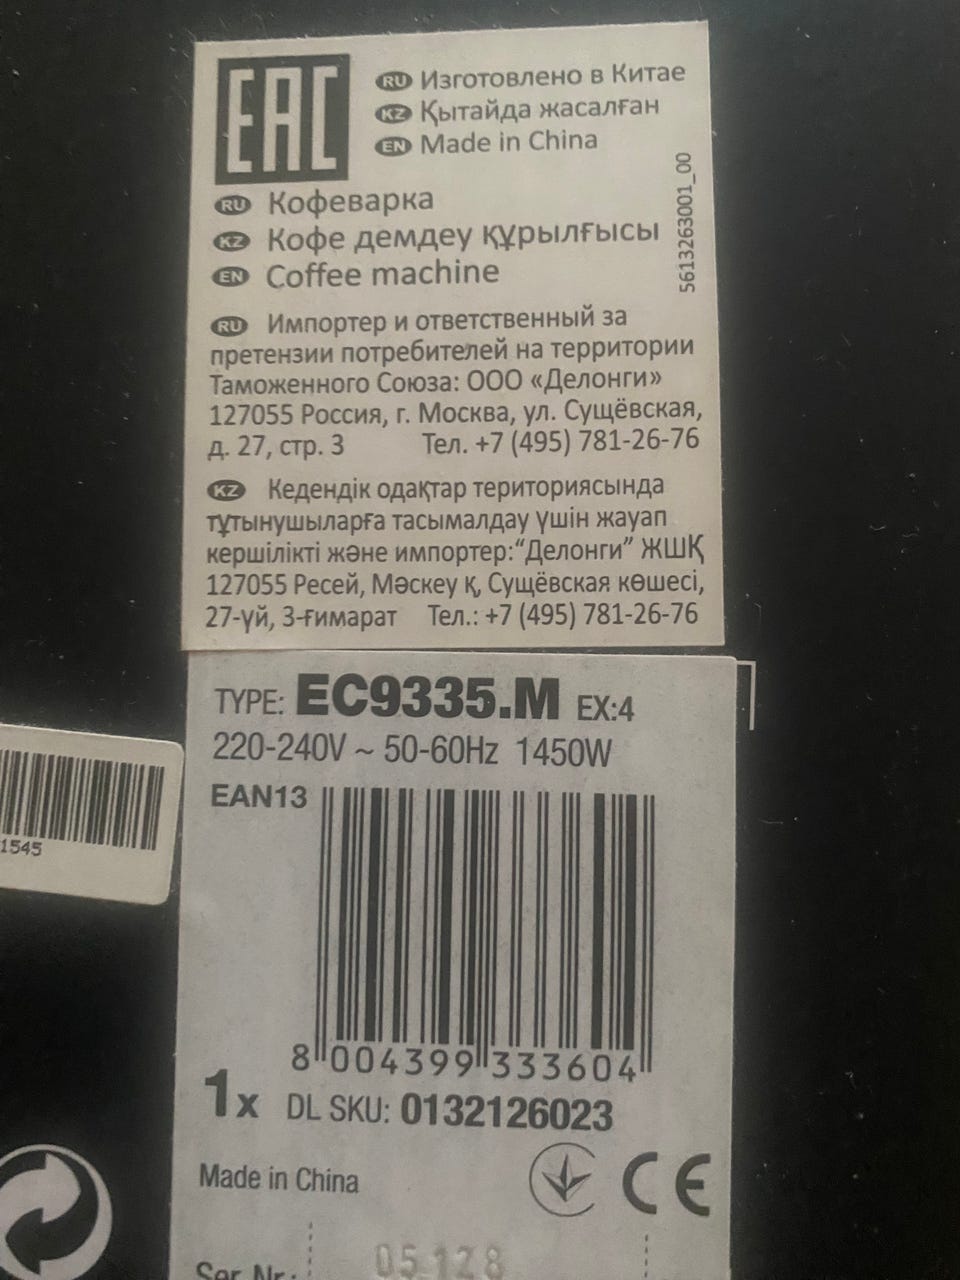 EAC
RU Изготовлено в Китае
KZ Қытайда жасалған
EN Made in China
RU Кофеварка
KZ Кофе демдеу құрылғысы
EN Coffee machine
5613263001_00
RU Импортер и ответственный за
претензии потребителей на территории
Таможенного Союза: ООО «Делонги»
127055 Россия, г. Москва, ул. Сущёвская,
д. 27, стр. 3 Тел. +7 (495) 781-26-76
KZ Кедендік одақтар териториясында
тұтынушыларға тасымалдау үшін жауап
кершілікті және импортер:“Делонги” ЖШҚ
127055 Ресей, Мәскеу қ, Сущёвская көшесі,
27-үй, 3-ғимарат Тел.: +7 (495) 781-26-76
TYPE: EC9335.M EX:4
220-240V ~ 50-60Hz 1450W
EAN13
1545
8 004399 333604
1x DL SKU: 0132126023
Made in China
CE
Ser Nr:
05128